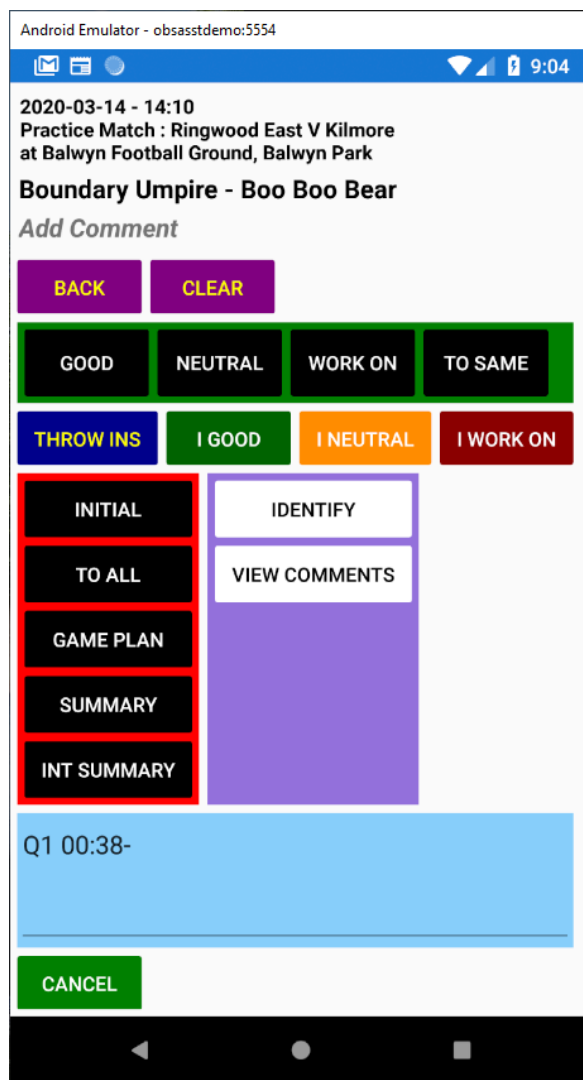 Android Emulator - obsasstdemo:5554
9:04
2020-03-14 - 14:10
Practice Match : Ringwood East V Kilmore
at Balwyn Football Ground, Balwyn Park
Boundary Umpire - Boo Boo Bear
Add Comment
BACK CLEAR
GOOD NEUTRAL WORK ON TO SAME
THROW INS I GOOD I NEUTRAL I WORK ON
INITIAL IDENTIFY
TO ALL VIEW COMMENTS
GAME PLAN
SUMMARY
INT SUMMARY
Q1 00:38-
CANCEL